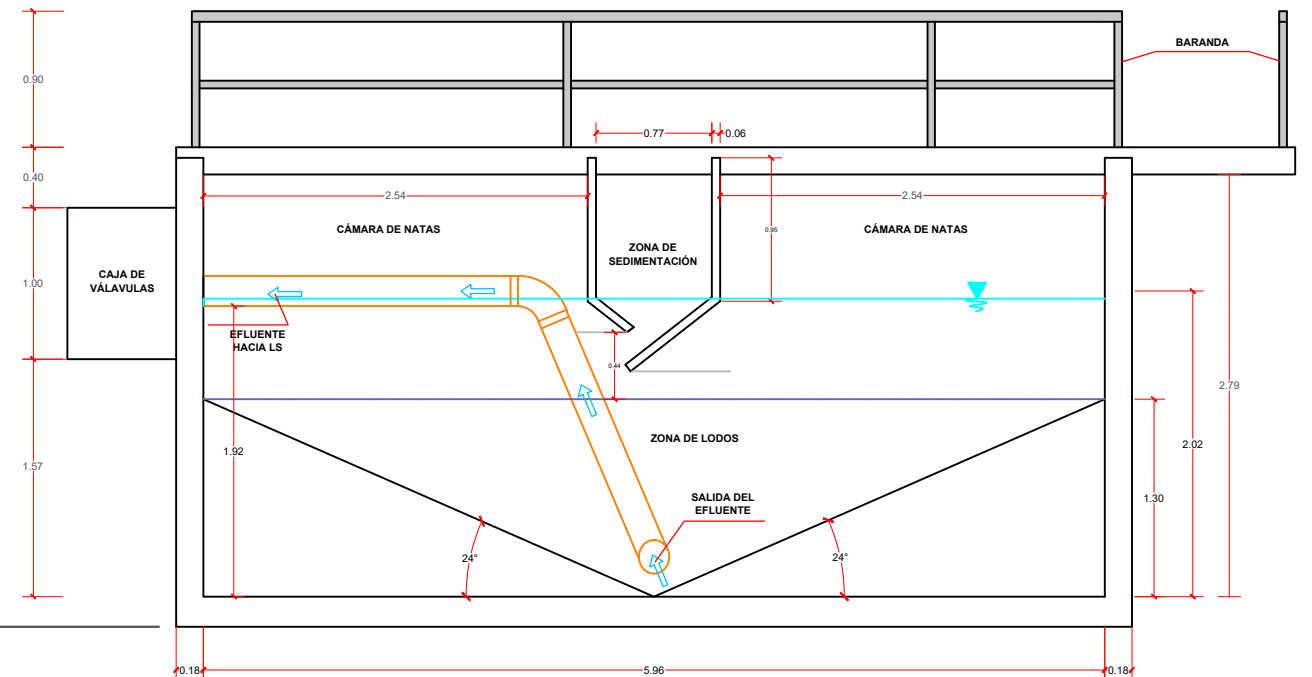 BARANDA
0.90
0.77
0.06
0.40
2.54
2.54
0.95
CÁMARA DE NATAS
CÁMARA DE NATAS
ZONA DE
SEDIMENTACIÓN
CAJA DE
VÁLAVULAS
1.00
EFLUENTE
HACIA LS
0.44
2.79
ZONA DE LODOS
2.02
1.92
1.57
1.30
SALIDA DEL
EFLUENTE
24°
24°
0.18
5.96
0.18